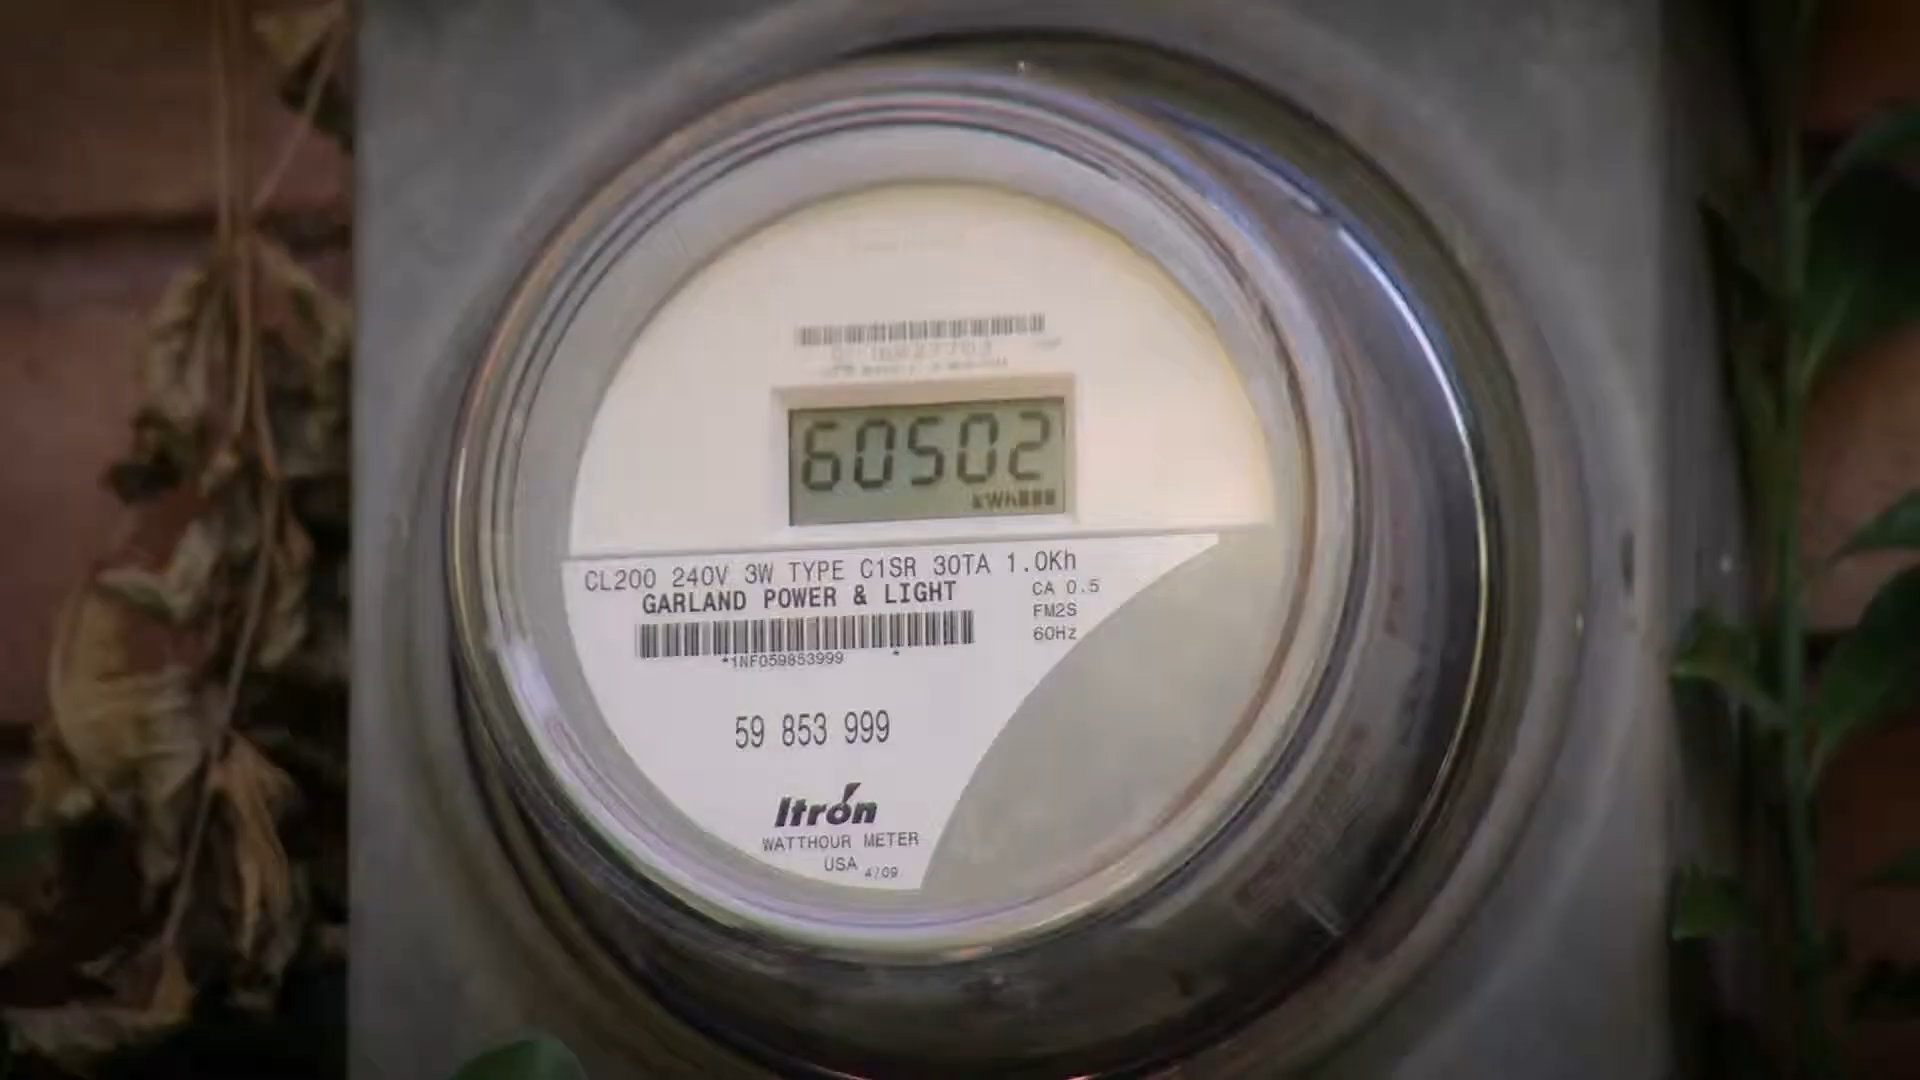 60502
kWh
CL200 240V 3W TYPE C1SR 30TA 1.0Kh
GARLAND POWER & LIGHT
CA 0.5
FM2S
60Hz
*1NF059853999 *
59 853 999
Itron
WATTHOUR METER
USA 4/09